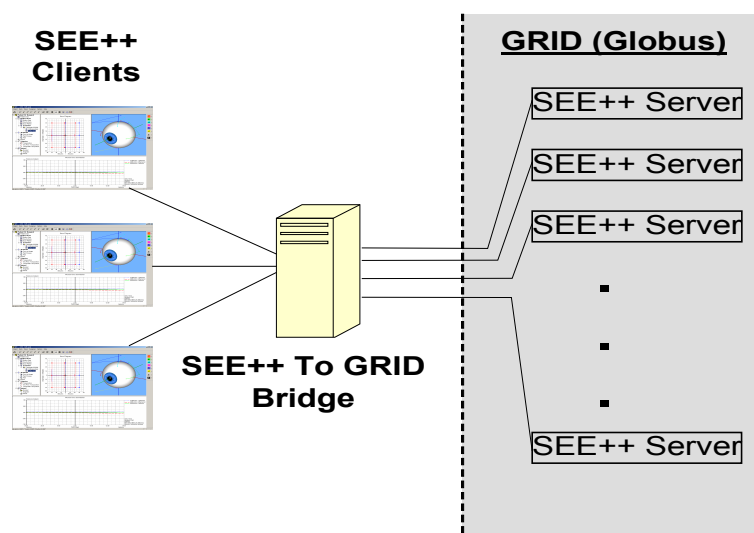 SEE++
Clients
GRID (Globus)
SEE++ Server
SEE++ Server
SEE++ Server
SEE++ To GRID
Bridge
SEE++ Server